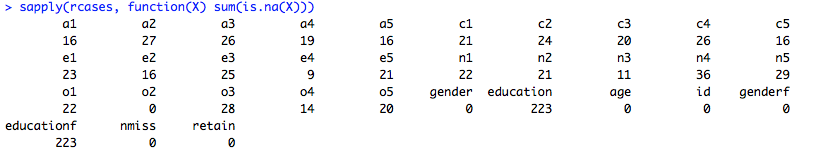 > sapply(rcases, function(X) sum(is.na(X)))
a1 a2 a3 a4 a5 c1 c2 c3 c4 c5
16 27 26 19 16 21 24 20 26 16
e1 e2 e3 e4 e5 n1 n2 n3 n4 n5
23 16 25 9 21 22 21 11 36 29
o1 o2 o3 o4 o5 gender education age id genderf
22 0 28 14 20 0 223 0 0 0
educationf nmiss retain
223 0 0